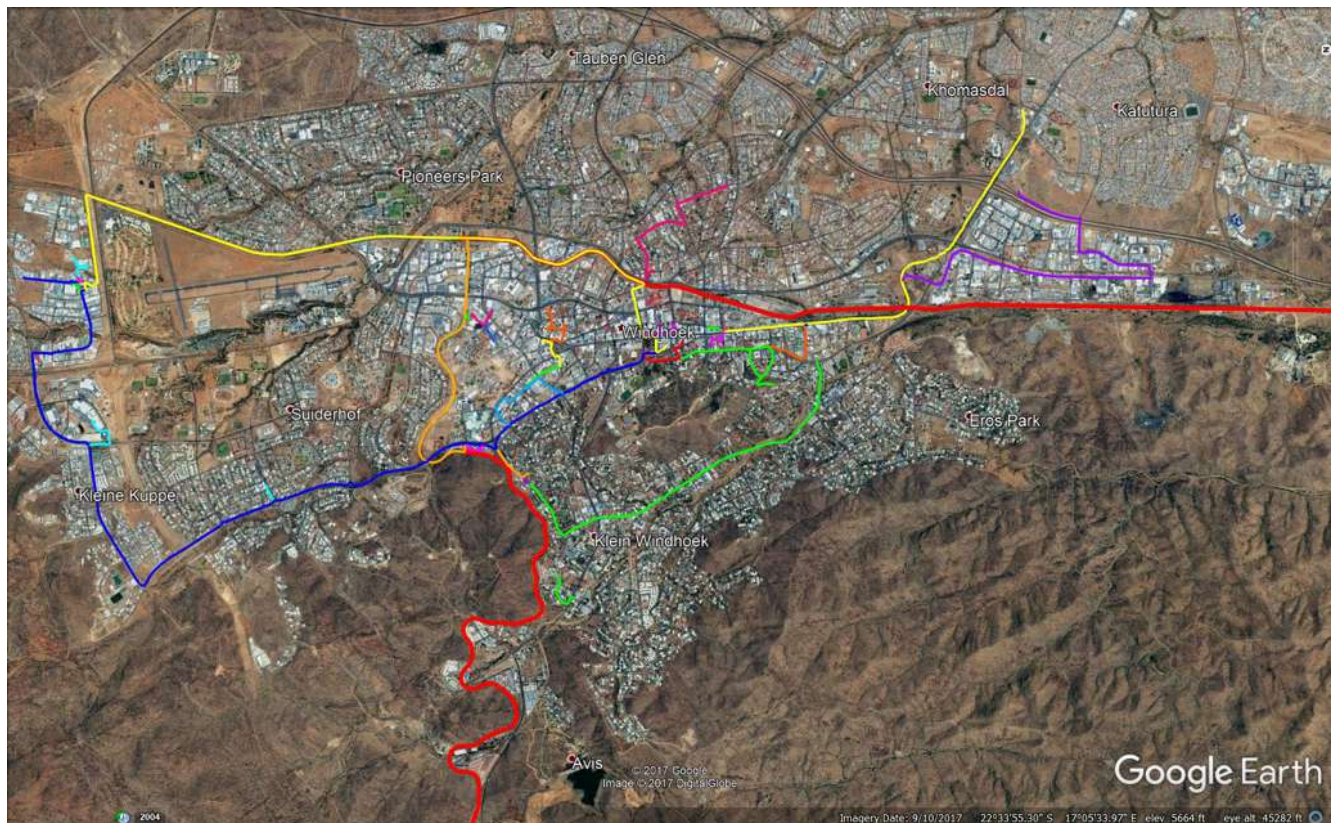 Tauben Glen
Khomasdal
Katutura
Pioneers Park
Windhoek
Suiderhof
Eros Park
Kleine Kuppe
Klein Windhoek
Avis
© 2017 Google
Image © 2017 DigitalGlobe
Google Earth
2004
Imagery Date: 9/10/2017 22°33'55.30" S 17°05'33.97" E elev 5664 ft eye alt 45282 ft